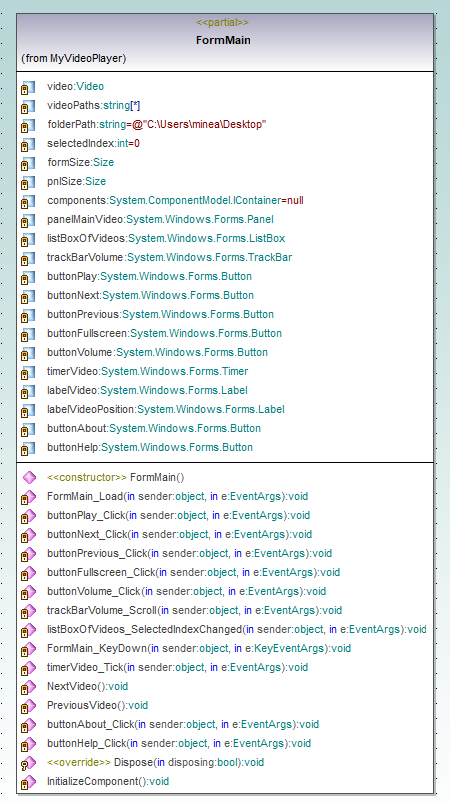 <<partial>>
FormMain
(from MyVideoPlayer)
video:Video
videoPaths:string[*]
folderPath:string=@"C:\Users\minea\Desktop"
selectedIndex:int=0
formSize:Size
pnlSize:Size
components:System.ComponentModel.IContainer=null
panelMainVideo:System.Windows.Forms.Panel
listBoxOfVideos:System.Windows.Forms.ListBox
trackBarVolume:System.Windows.Forms.TrackBar
buttonPlay:System.Windows.Forms.Button
buttonNext:System.Windows.Forms.Button
buttonPrevious:System.Windows.Forms.Button
buttonFullscreen:System.Windows.Forms.Button
buttonVolume:System.Windows.Forms.Button
timerVideo:System.Windows.Forms.Timer
labelVideo:System.Windows.Forms.Label
labelVideoPosition:System.Windows.Forms.Label
buttonAbout:System.Windows.Forms.Button
buttonHelp:System.Windows.Forms.Button
<<constructor>> FormMain()
FormMain_Load(in sender:object, in e:EventArgs):void
buttonPlay_Click(in sender:object, in e:EventArgs):void
buttonNext_Click(in sender:object, in e:EventArgs):void
buttonPrevious_Click(in sender:object, in e:EventArgs):void
buttonFullscreen_Click(in sender:object, in e:EventArgs):void
buttonVolume_Click(in sender:object, in e:EventArgs):void
trackBarVolume_Scroll(in sender:object, in e:EventArgs):void
listBoxOfVideos_SelectedIndexChanged(in sender:object, in e:EventArgs):void
FormMain_KeyDown(in sender:object, in e:KeyEventArgs):void
timerVideo_Tick(in sender:object, in e:EventArgs):void
NextVideo():void
PreviousVideo():void
buttonAbout_Click(in sender:object, in e:EventArgs):void
buttonHelp_Click(in sender:object, in e:EventArgs):void
<<override>> Dispose(in disposing:bool):void
InitializeComponent():void